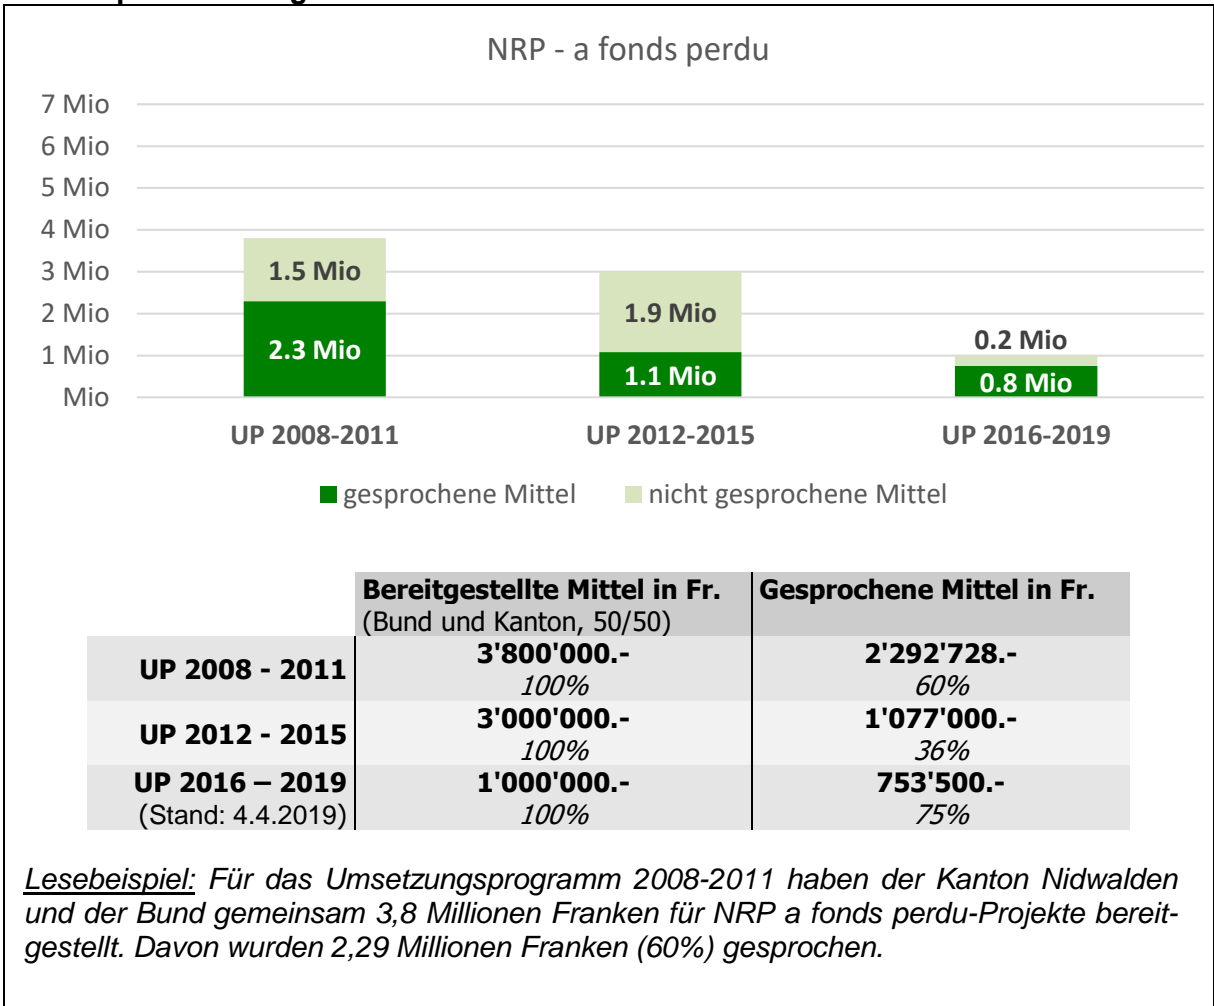 NRP - a fonds perdu
7 Mio
6 Mio
5 Mio
4 Mio
3 Mio
2 Mio
1 Mio
Mio
1.5 Mio
2.3 Mio
1.9 Mio
1.1 Mio
0.2 Mio
0.8 Mio
UP 2008-2011 UP 2012-2015 UP 2016-2019
gesprochene Mittel nicht gesprochene Mittel
Bereitgestellte Mittel in Fr. Gesprochene Mittel in Fr.
(Bund und Kanton, 50/50)
UP 2008 - 2011 3'800'000.- 2'292'728.-
100% 60%
UP 2012 - 2015 3'000'000.- 1'077'000.-
100% 36%
UP 2016 – 2019 1'000'000.- 753'500.-
(Stand: 4.4.2019) 100% 75%
Lesebeispiel: Für das Umsetzungsprogramm 2008-2011 haben der Kanton Nidwalden
und der Bund gemeinsam 3,8 Millionen Franken für NRP a fonds perdu-Projekte bereit-
gestellt. Davon wurden 2,29 Millionen Franken (60%) gesprochen.